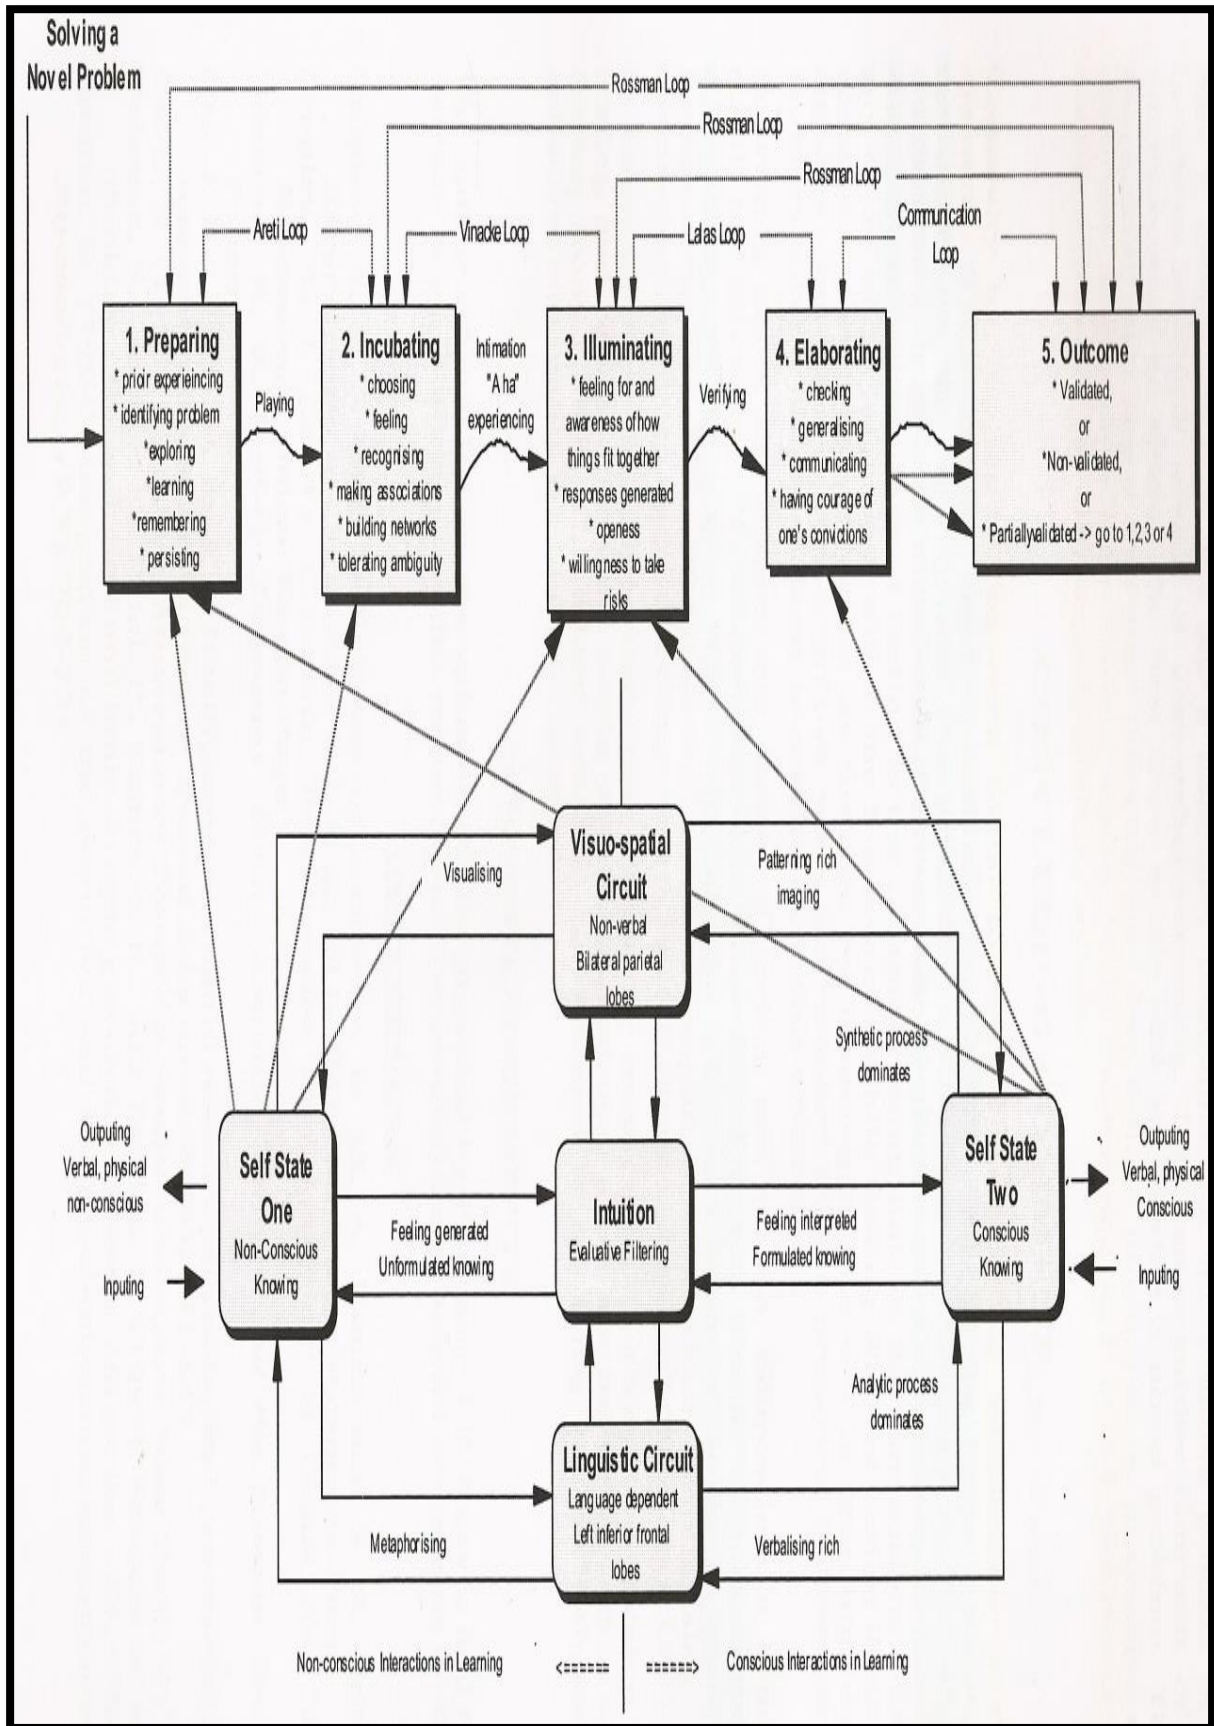 Solving a
Novel Problem
Rossman Loop
Rossman Loop
Rossman Loop
Areti Loop
Vinacke Loop
Lalas Loop
Communication
Loop
1. Preparing
* prioir experieincing
* identifying problem
*exploring
*learning
*remembering
* persisting
Playing
2. Incubating
* choosing
* feeling
* recognising
* making associations
* building networks
* tolerating ambiguity
Intimation
"A ha"
experiencing
3. Illuminating
* feeling for and
awareness of how
things fit together
* responses generated
* openess
* willingness to take
risks
Verifying
4. Elaborating
* checking
* generalising
* communicating
* having courage of
one's convictions
5. Outcome
* Validated,
or
*Non-validated,
or
* Partiallyvalidated -> go to 1,2,3 or 4
Visualising
Visuo-spatial
Circuit
Non-verbal
Bilateral parietal
lobes
Patterning rich
imaging
Synthetic process
dominates
Outputing
Verbal, physical
non-conscious
Inputing
Self State
One
Non-Conscious
Knowing
Feeling generated
Unformulated knowing
Intuition
Evaluative Filtering
Feeling interpreted
Formulated knowing
Self State
Two
Conscious
Knowing
Outputing
Verbal, physical
Conscious
Inputing
Analytic process
dominates
Metaphorising
Linguistic Circuit
Language dependent
Left inferior frontal
lobes
Verbalising rich
Non-conscious Interactions in Learning
<======
======>
Conscious Interactions in Learning